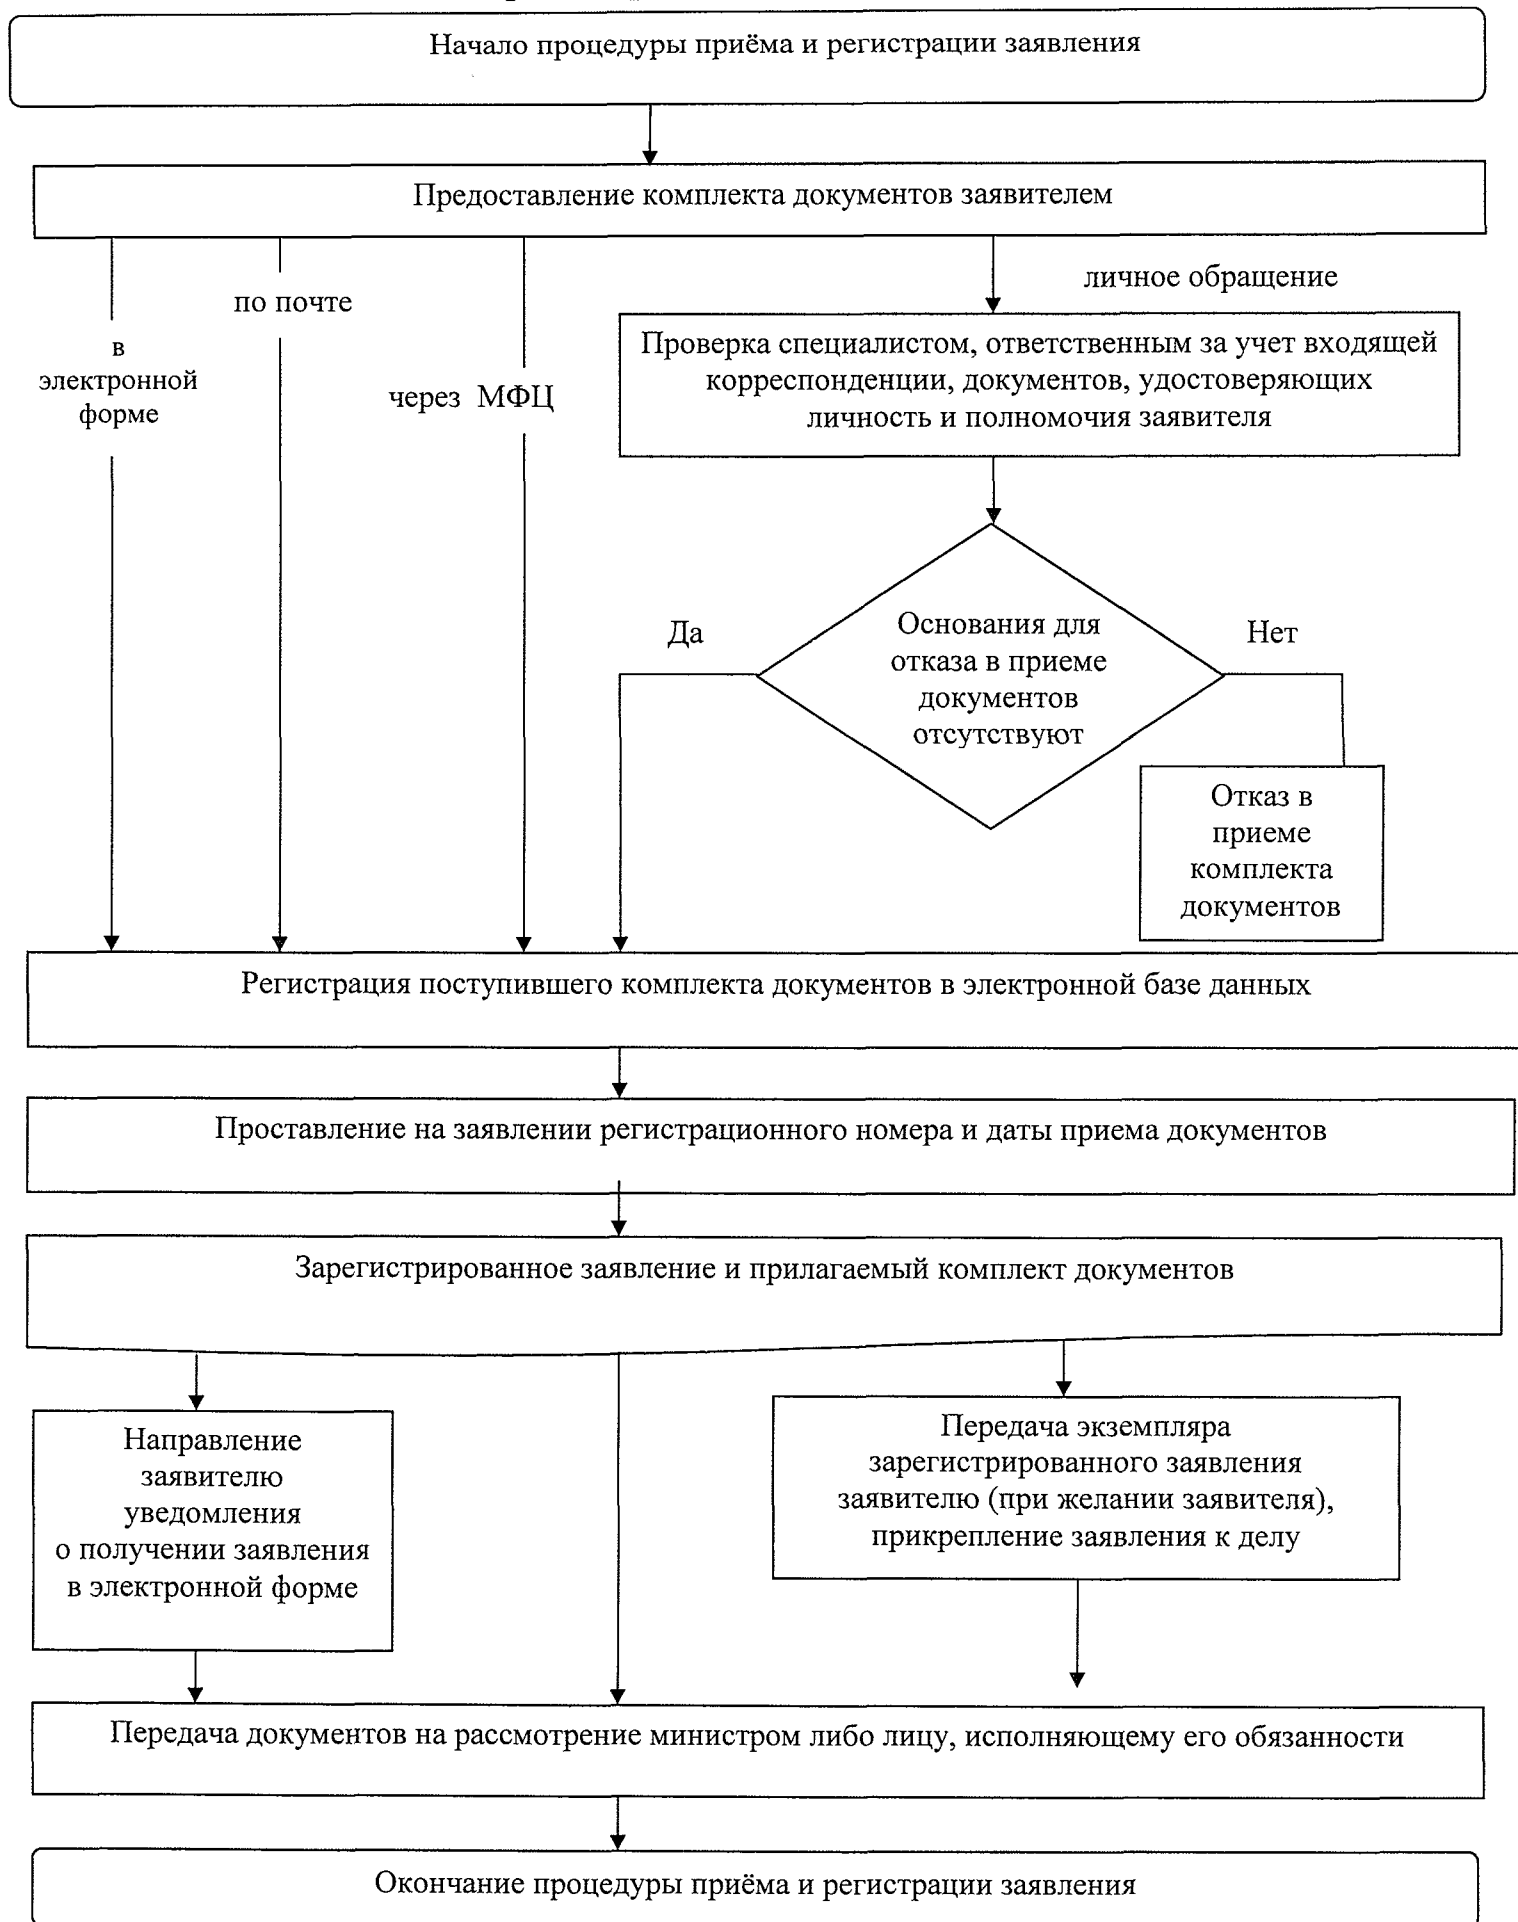 Начало процедуры приёма и регистрации заявления
Предоставление комплекта документов заявителем
личное обращение
по почте
в
электронной
форме
через МФЦ
Проверка специалистом, ответственным за учет входящей
корреспонденции, документов, удостоверяющих
личность и полномочия заявителя
Да
Основания для
отказа в приеме
документов
отсутствуют
Нет
Отказ в
приеме
комплекта
документов
Регистрация поступившего комплекта документов в электронной базе данных
Проставление на заявлении регистрационного номера и даты приема документов
Зарегистрированное заявление и прилагаемый комплект документов
Направление
заявителю
уведомления
о получении заявления
в электронной форме
Передача экземпляра
зарегистрированного заявления
заявителю (при желании заявителя),
прикрепление заявления к делу
Передача документов на рассмотрение министром либо лицу, исполняющему его обязанности
Окончание процедуры приёма и регистрации заявления